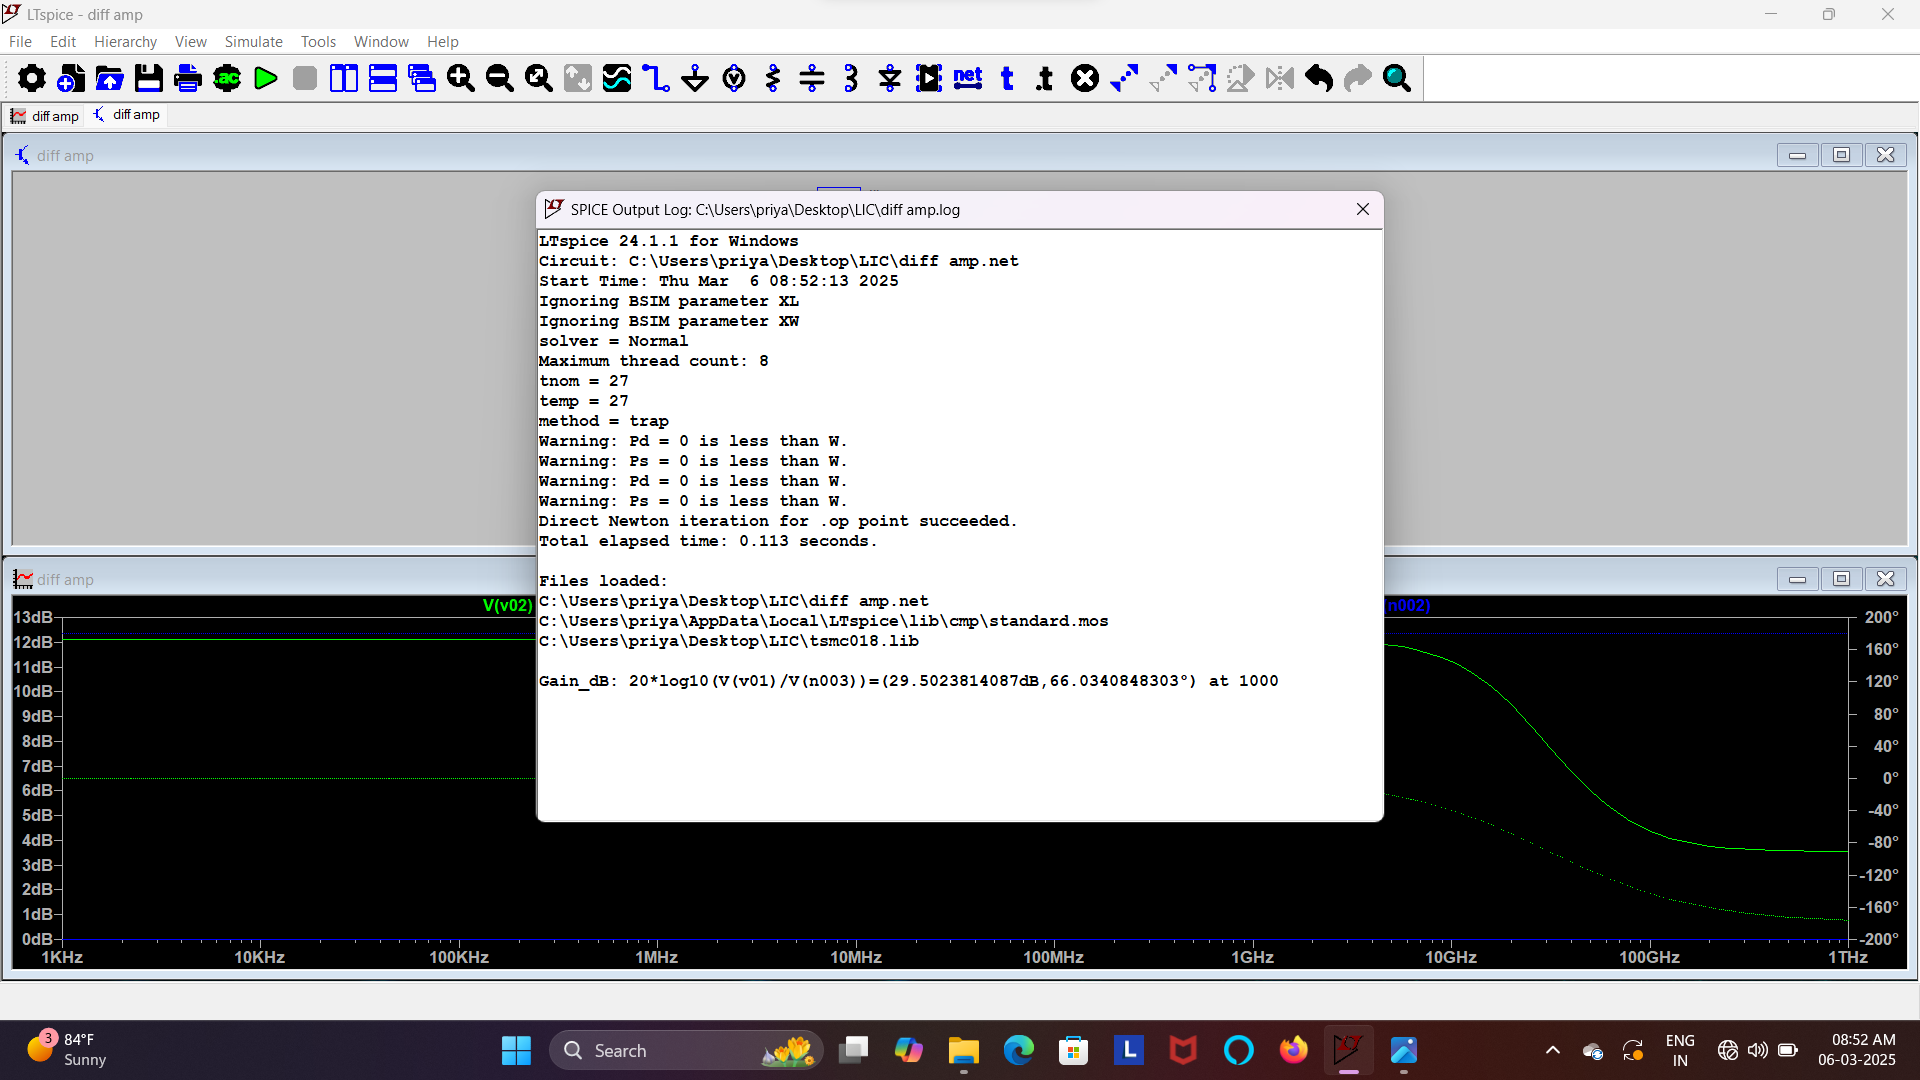 LTspice - diff amp
File Edit Hierarchy View Simulate Tools Window Help
.ac net t .t
diff amp diff amp
diff amp
SPICE Output Log: C:\Users\priya\Desktop\LIC\diff amp.log
LTspice 24.1.1 for Windows
Circuit: C:\Users\priya\Desktop\LIC\diff amp.net
Start Time: Thu Mar  6 08:52:13 2025
Ignoring BSIM parameter XL
Ignoring BSIM parameter XW
solver = Normal
Maximum thread count: 8
tnom = 27
temp = 27
method = trap
Warning: Pd = 0 is less than W.
Warning: Ps = 0 is less than W.
Warning: Pd = 0 is less than W.
Warning: Ps = 0 is less than W.
Direct Newton iteration for .op point succeeded.
Total elapsed time: 0.113 seconds.
Files loaded:
C:\Users\priya\Desktop\LIC\diff amp.net
C:\Users\priya\AppData\Local\LTspice\lib\cmp\standard.mos
C:\Users\priya\Desktop\LIC\tsmc018.lib
Gain_dB: 20*log10(V(v01)/V(n003))=(29.5023814087dB,66.0340848303°) at 1000
diff amp
V(v02) n002)
13dB
12dB
11dB
10dB
9dB
8dB
7dB
6dB
5dB
4dB
3dB
2dB
1dB
0dB
200°
160°
120°
80°
40°
0°
-40°
-80°
-120°
-160°
-200°
1KHz 10KHz 100KHz 1MHz 10MHz 100MHz 1GHz 10GHz 100GHz 1THz
3
84°F
Sunny
Search
L
ENG
IN
08:52 AM
06-03-2025